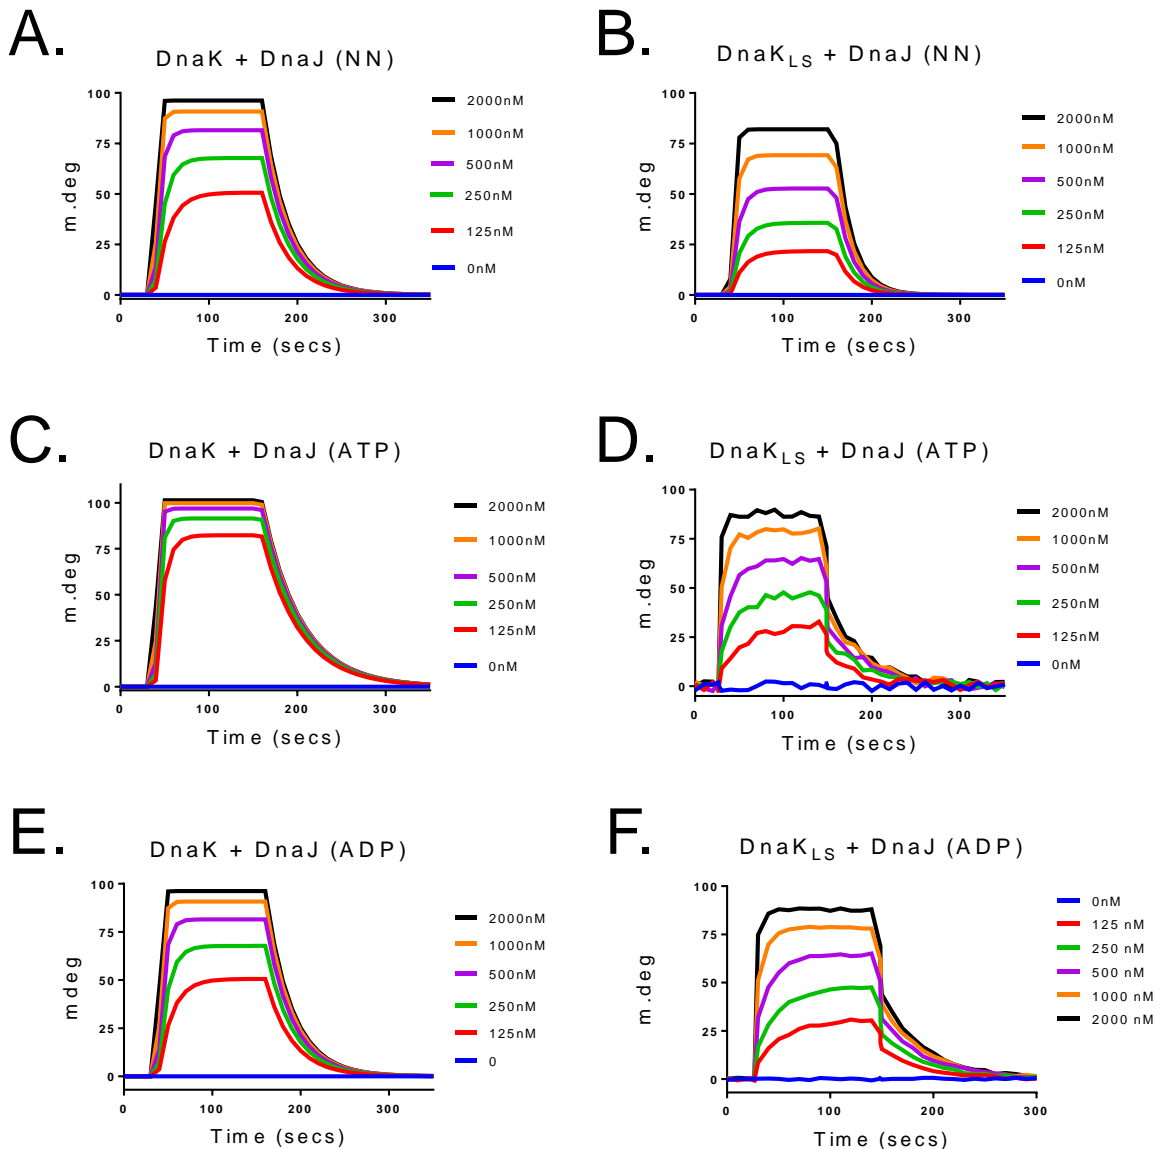 A.
DnaK + DnaJ (NN)
m.deg
100
75
50
25
0
0
100
200
300
Time (secs)
2000nM
1000nM
500nM
250nM
125nM
0nM
B.
DnaKLS + DnaJ (NN)
m.deg
100
75
50
25
0
0
100
200
300
Time (secs)
2000nM
1000nM
500nM
250nM
125nM
0nM
C.
DnaK + DnaJ (ATP)
m.deg
100
75
50
25
0
0
100
200
300
Time (secs)
2000nM
1000nM
500nM
250nM
125nM
0nM
D.
DnaKLS + DnaJ (ATP)
m.deg
100
75
50
25
0
0
100
200
300
Time (secs)
2000nM
1000nM
500nM
250nM
125nM
0nM
E.
DnaK + DnaJ (ADP)
mdeg
100
75
50
25
0
0
100
200
300
Time (secs)
2000nM
1000nM
500nM
250nM
125nM
0
F.
DnaKLS + DnaJ (ADP)
m.deg
100
75
50
25
0
0
100
200
300
Time (secs)
0nM
125 nM
250 nM
500 nM
1000 nM
2000 nM